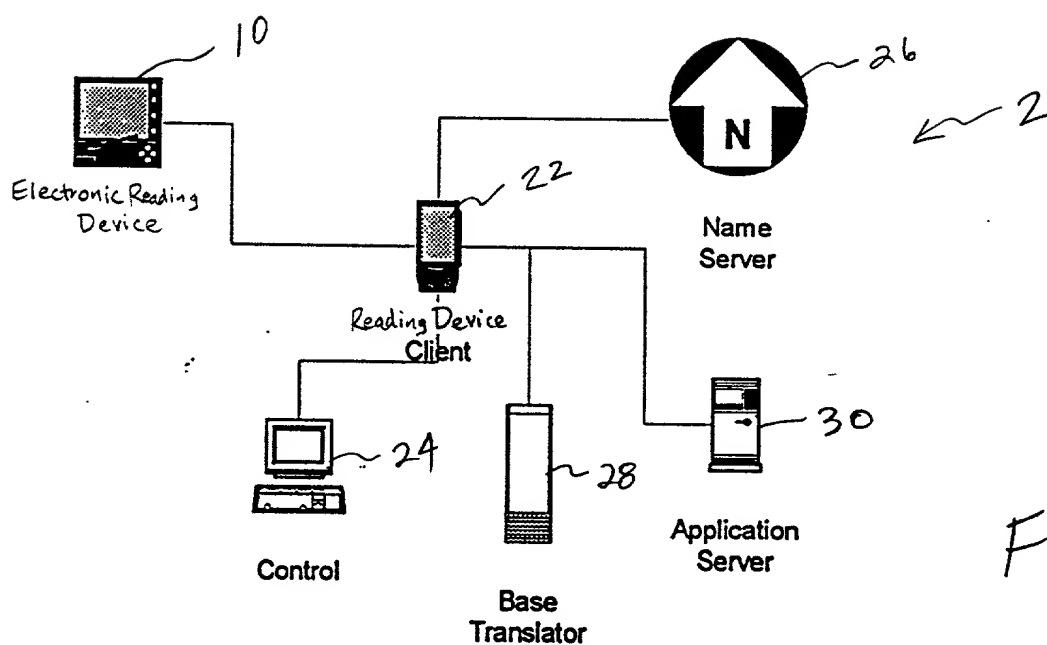 10
26
2
N
Electronic Reading
Device
22
Name
Server
Reading Device
Client
24
28
30
Control
Application
Server
F
Base
Translator